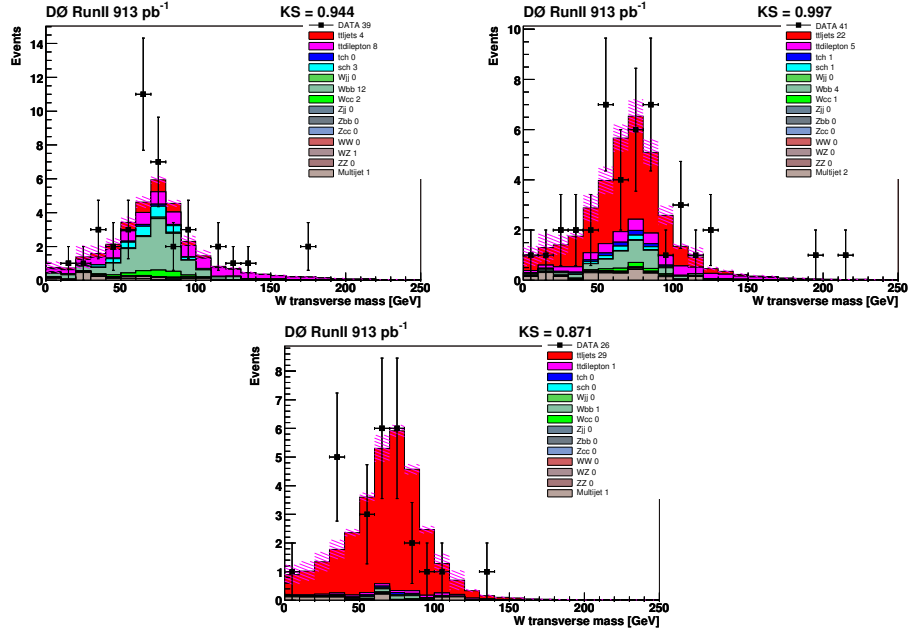 DØ RunII 913 pb-1 KS = 0.944
Events
14
12
10
8
6
4
2
0
DATA 39
ttljets 4
ttdilepton 8
tch 0
sch 3
Wjj 0
Wbb 12
Wcc 2
Zjj 0
Zbb 0
Zcc 0
WW 0
WZ 1
ZZ 0
Multijet 1
0 50 100 150 200 250
W transverse mass [GeV]
DØ RunII 913 pb-1 KS = 0.997
Events
10
8
6
4
2
0
DATA 41
ttljets 22
ttdilepton 5
tch 1
sch 1
Wjj 0
Wbb 4
Wcc 1
Zjj 0
Zbb 0
Zcc 0
WW 0
WZ 0
ZZ 0
Multijet 2
0 50 100 150 200 250
W transverse mass [GeV]
DØ RunII 913 pb-1 KS = 0.871
Events
8
7
6
5
4
3
2
1
0
DATA 26
ttljets 29
ttdilepton 1
tch 0
sch 0
Wjj 0
Wbb 1
Wcc 0
Zjj 0
Zbb 0
Zcc 0
WW 0
WZ 0
ZZ 0
Multijet 1
0 50 100 150 200 250
W transverse mass [GeV]